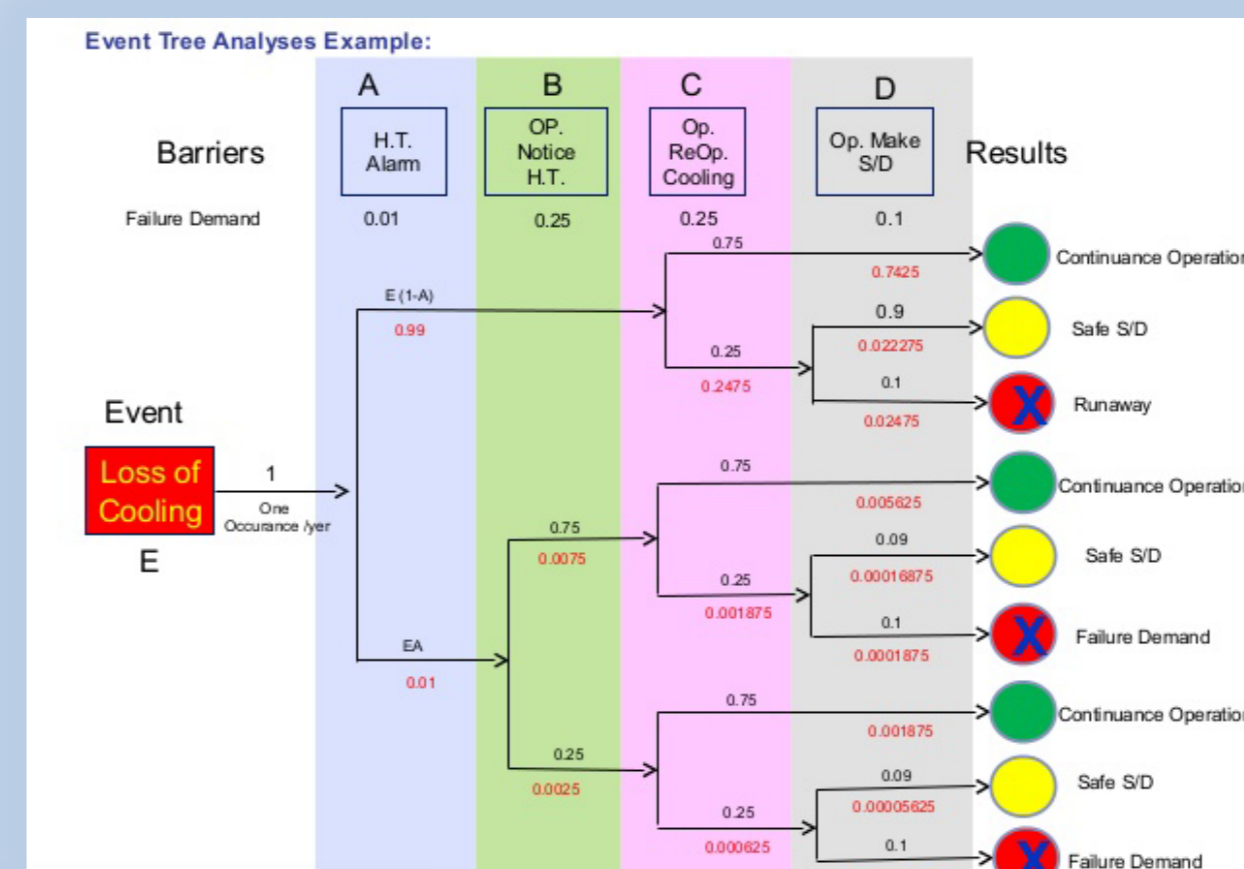 Event Tree Analyses Example:
A
B
C
D
Barriers
H.T.
Alarm
OP.
Notice
H.T.
Op.
ReOp.
Cooling
Op. Make
S/D
Results
Failure Demand
0.01
0.25
0.25
0.1
0.75
0.7425
Continuance Operation
E (1-A)
0.99
0.9
0.022275
Safe S/D
0.25
0.2475
0.1
0.02475
X
Runaway
Event
Loss of
Cooling
E
1
One
Occurance /yer
0.75
0.005625
Continuance Operation
0.75
0.0075
0.09
0.00016875
Safe S/D
0.25
0.001875
0.1
0.0001875
X
Failure Demand
EA
0.01
0.75
0.001875
Continuance Operation
0.25
0.0025
0.09
0.00005625
Safe S/D
0.25
0.000625
0.1
X
Failure Demand